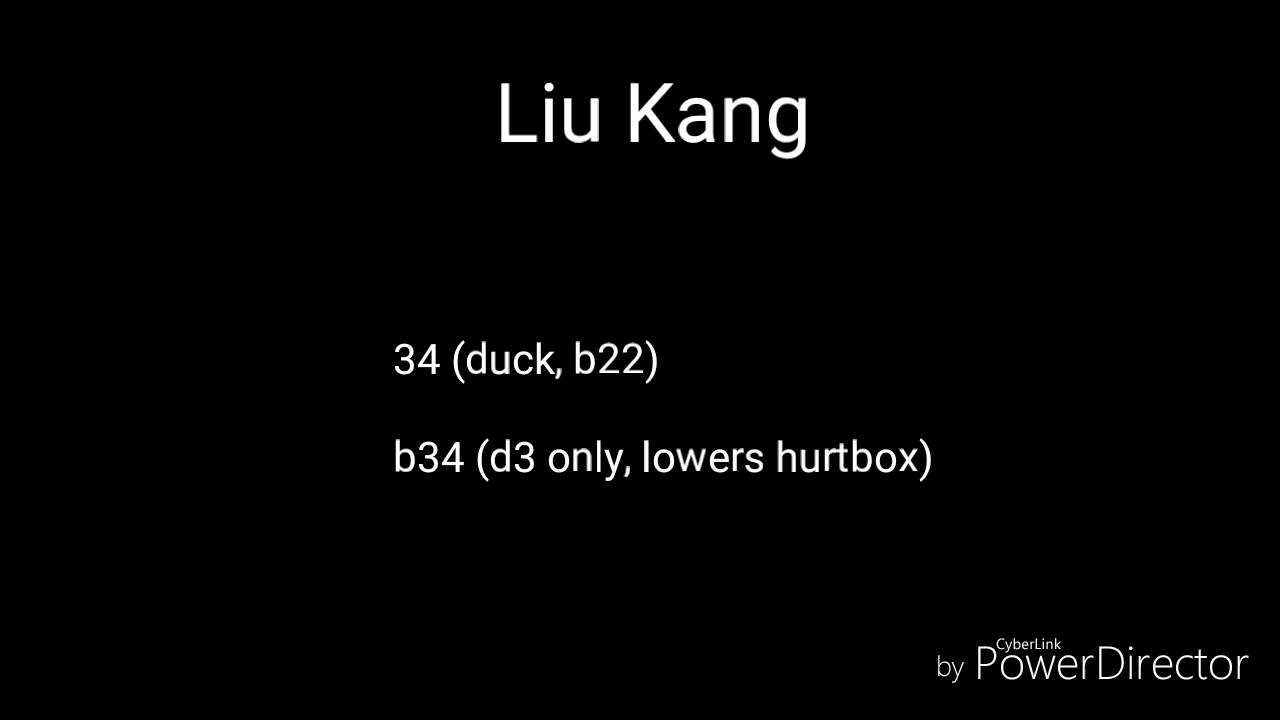 Liu Kang
34 (duck, b22)
b34 (d3 only, lowers hurtbox)
by CyberLink PowerDirector